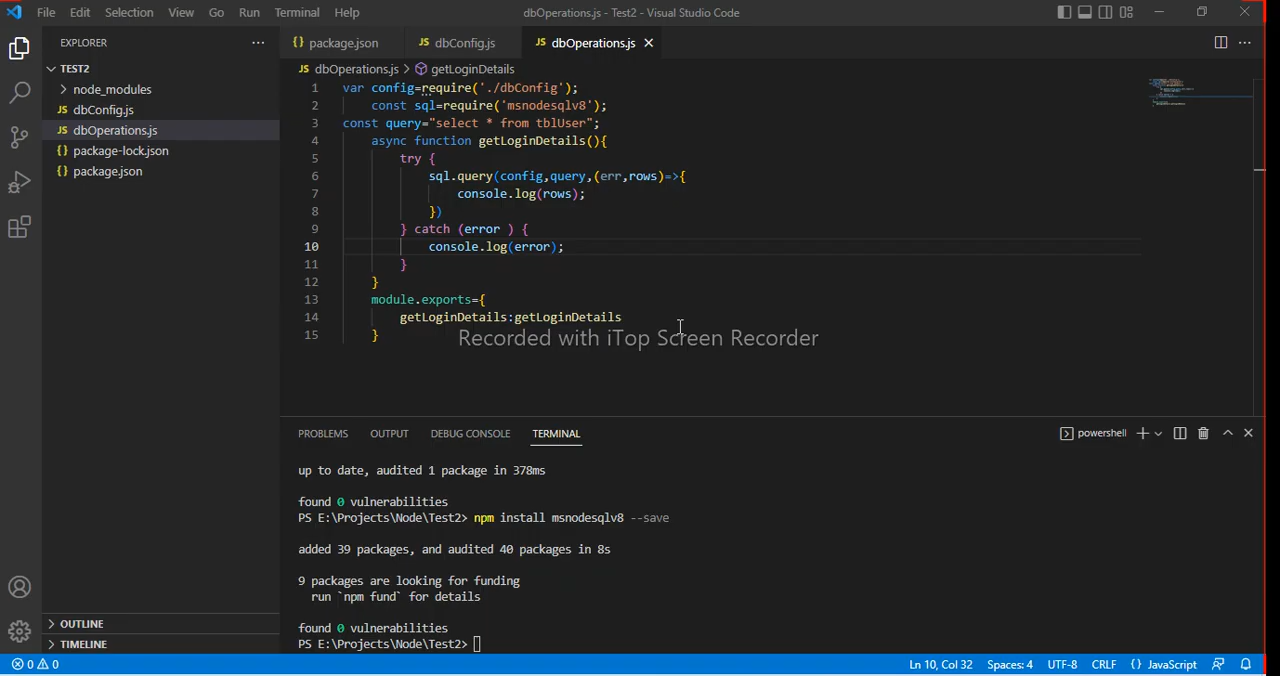 File Edit Selection View Go Run Terminal Help dbOperations.js - Test2 - Visual Studio Code
EXPLORER ... {} package.json JS dbConfig.js JS dbOperations.js
TEST2
JS dbOperations.js > getLoginDetails
node_modules
JS dbConfig.js
JS dbOperations.js
{} package-lock.json
{} package.json
1 var config=require('./dbConfig');
2 const sql=require('msnodesqlv8');
3 const query="select * from tblUser";
4 async function getLoginDetails(){
5 try {
6 sql.query(config,query,(err,rows)=>{
7 console.log(rows);
8 })
9 } catch (error ) {
10 console.log(error);
11 }
12 }
13 module.exports={
14 getLoginDetails:getLoginDetails
15 }
Recorded with iTop Screen Recorder
PROBLEMS OUTPUT DEBUG CONSOLE TERMINAL powershell
up to date, audited 1 package in 378ms
found 0 vulnerabilities
PS E:\Projects\Node\Test2> npm install msnodesqlv8 --save
added 39 packages, and audited 40 packages in 8s
9 packages are looking for funding
run `npm fund` for details
found 0 vulnerabilities
PS E:\Projects\Node\Test2>
OUTLINE
TIMELINE
0 0 Ln 10, Col 32 Spaces: 4 UTF-8 CRLF {} JavaScript